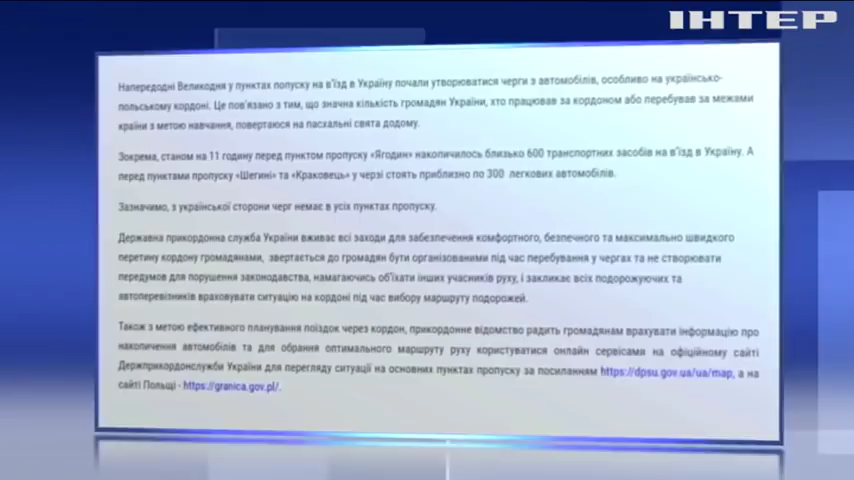 ІНТЕР
Напередодні Великодня у пунктах попуску на в'їзд в Україну почали утворюватися черги з автомобілів, особливо на українсько-
польському кордоні. Це пов'язано з тим, що значна кількість громадян України, хто працював за кордоном або перебував за межами
країни з метою навчання, повертаюся на пасхальні свята додому.
Зокрема, станом на 11 годину перед пунктом пропуску «Ягодин» накопичилось близько 600 транспортних засобів на в'їзд в Україну. А
перед пунктами пропуску «Шегині» та «Краковець» у черзі стоять приблизно по 300 легкових автомобілів.
Зазначимо, з української сторони черг немає в усіх пунктах пропуску.
Державна прикордонна служба України вживає всі заходи для забезпечення комфортного, безпечного та максимально швидкого
перетину кордону громадянами, звертається до громадян бути організованими під час перебування у чергах та не створювати
передумов для порушення законодавства, намагаючись об'їхати інших учасників руху, і закликає всіх подорожуючих та
автоперевізників враховувати ситуацію на кордоні під час вибору маршруту подорожей.
Також з метою ефективного планування поїздок через кордон, прикордонне відомство радить громадянам врахувати інформацію про
накопичення автомобілів та для обрання оптимального маршруту руху користуватися онлайн сервісами на офіційному сайті
Держприкордонслужби України для перегляду ситуації на основних пунктах пропуску за посиланням https://dpsu.gov.ua/ua/map, а на
сайті Польщі - https://granica.gov.pl/.